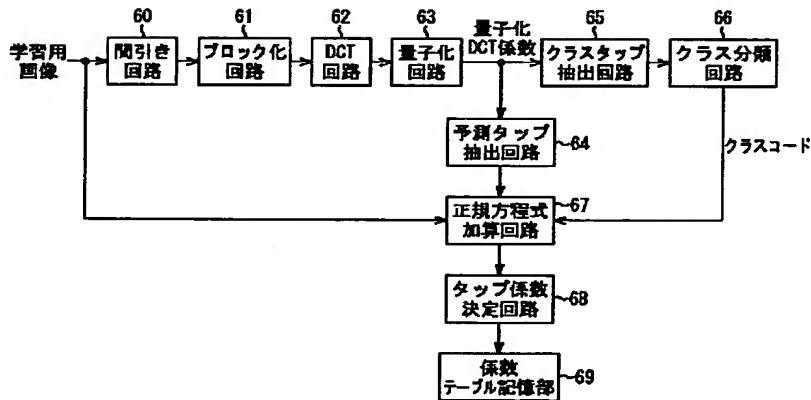 60
61
62
63
65
66
学習用
画像
間引き
回路
ブロック化
回路
DCT
回路
量子化
回路
量子化
DCT係数
クラスタップ
抽出回路
クラス分類
回路
予測タップ
抽出回路
64
クラスコード
正規方程式
加算回路
67
タップ係数
決定回路
68
係数
テーブル記憶部
69